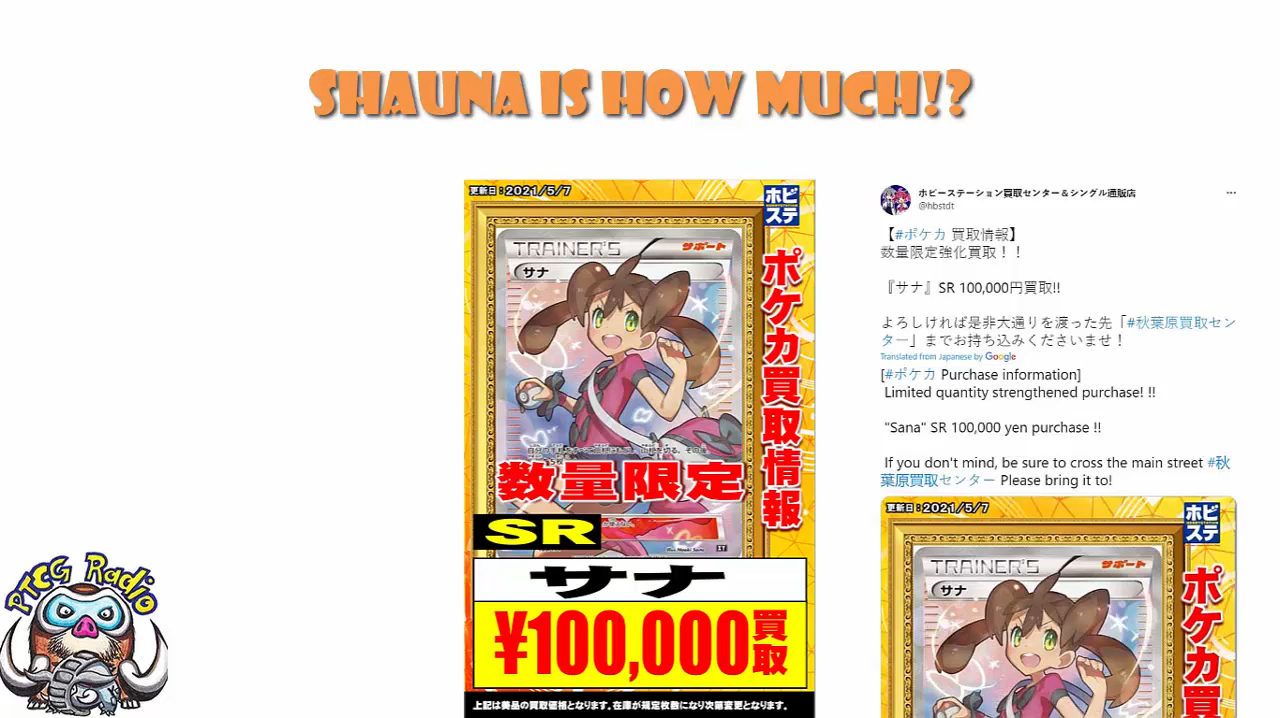 SHAUNA IS HOW MUCH!?
更新日:2021/5/7
ホビ
ステ
TRAINER'S
サポート
サナ
ポケカ買取情報
数量限定
SR
サナ
¥100,000買取
上記は美品の買取価格となります。在庫が規定枚数になり次第変更となります。
ホビーステーション買取センター&シングル通販店
@hbstdt
【#ポケカ 買取情報】
数量限定強化買取!!
『サナ』SR 100,000円買取!!
よろしければ是非大通りを渡った先「#秋葉原買取セン
ター」までお持ち込みくださいませ!
Translated from Japanese by Google
[#ポケカ Purchase information]
Limited quantity strengthened purchase! !!
"Sana" SR 100,000 yen purchase !!
If you don't mind, be sure to cross the main street #秋
葉原買取センター Please bring it to!
更新日:2021/5/7
ホビ
ステ
TRAINER'S
サポート
サナ
ポケカ買
PTCG Radio